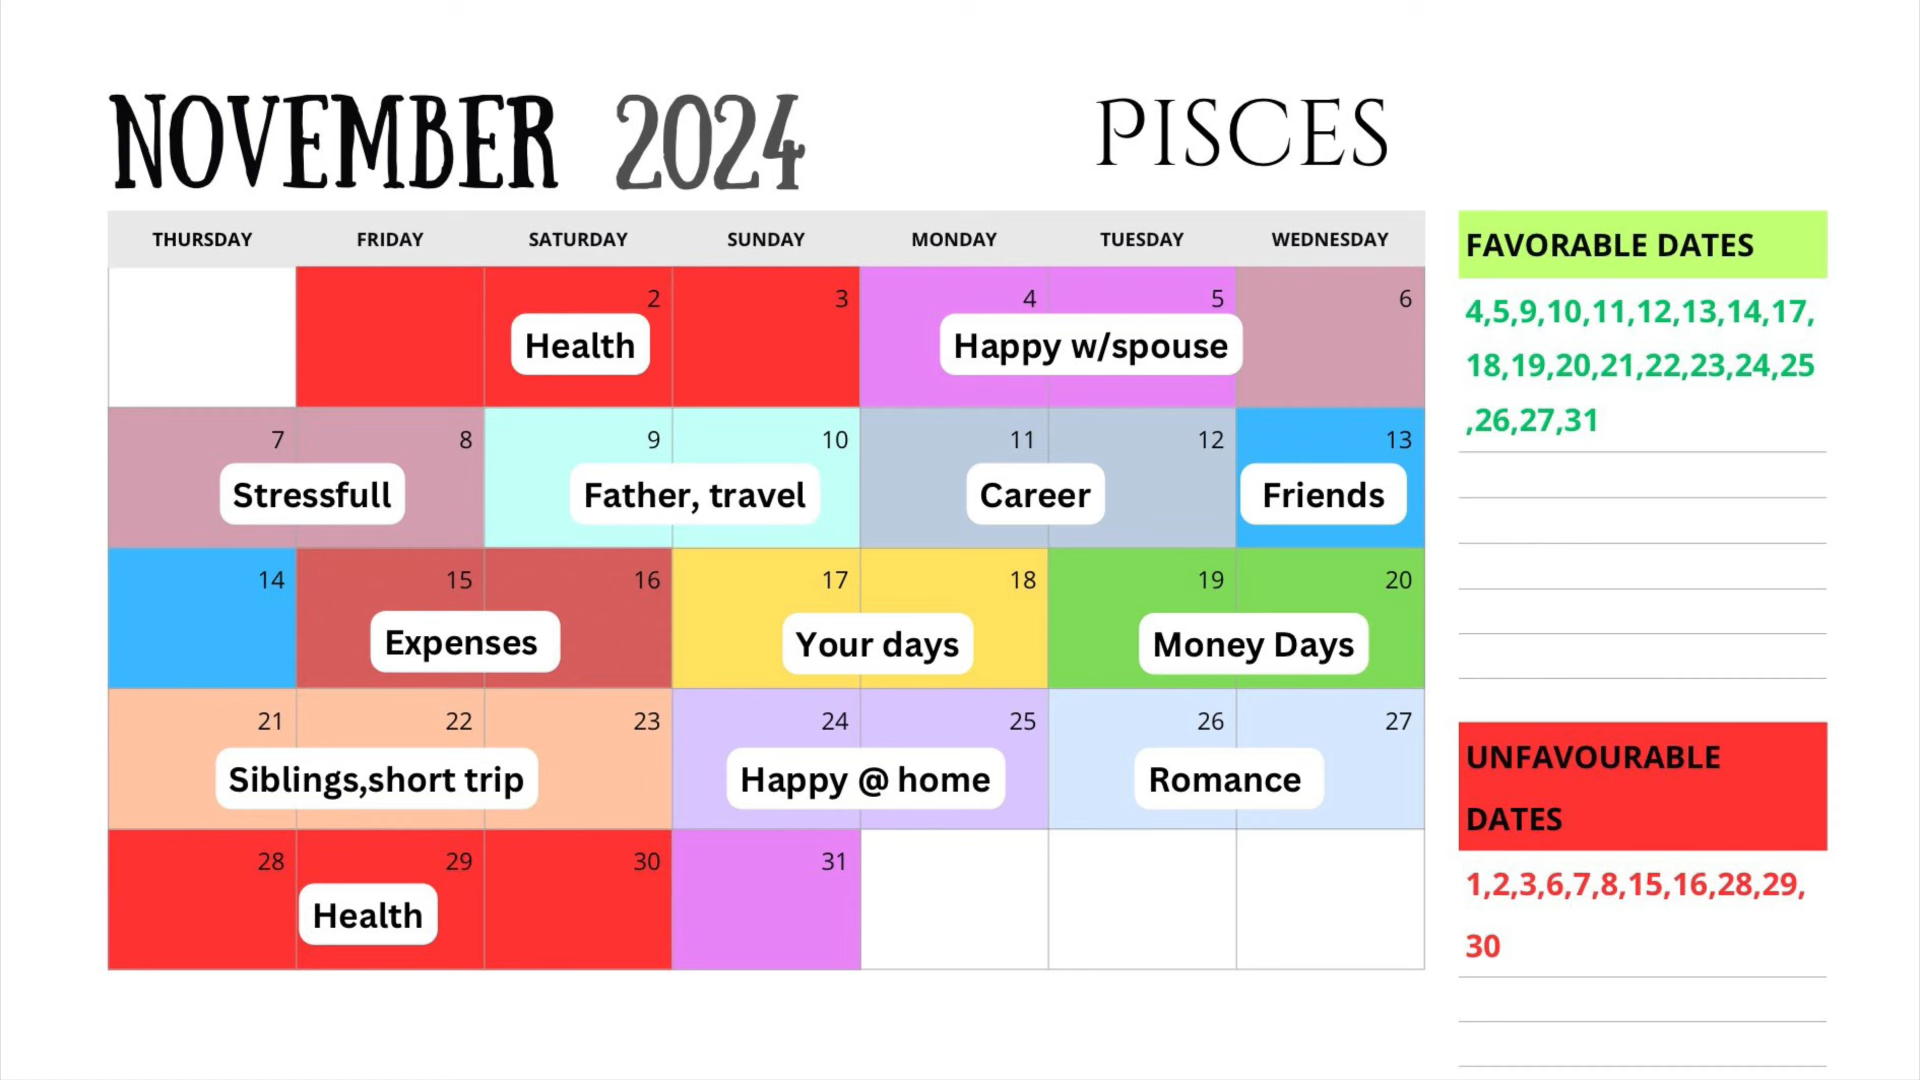 NOVEMBER 2024
PISCES
THURSDAY FRIDAY SATURDAY SUNDAY MONDAY TUESDAY WEDNESDAY
2 3 4 5 6
Health Happy w/spouse
7 8 9 10 11 12 13
Stressfull Father, travel Career Friends
14 15 16 17 18 19 20
Expenses Your days Money Days
21 22 23 24 25 26 27
Siblings,short trip Happy @ home Romance
28 29 30 31
Health
FAVORABLE DATES
4,5,9,10,11,12,13,14,17,
18,19,20,21,22,23,24,25
,26,27,31
UNFAVOURABLE
DATES
1,2,3,6,7,8,15,16,28,29,
30